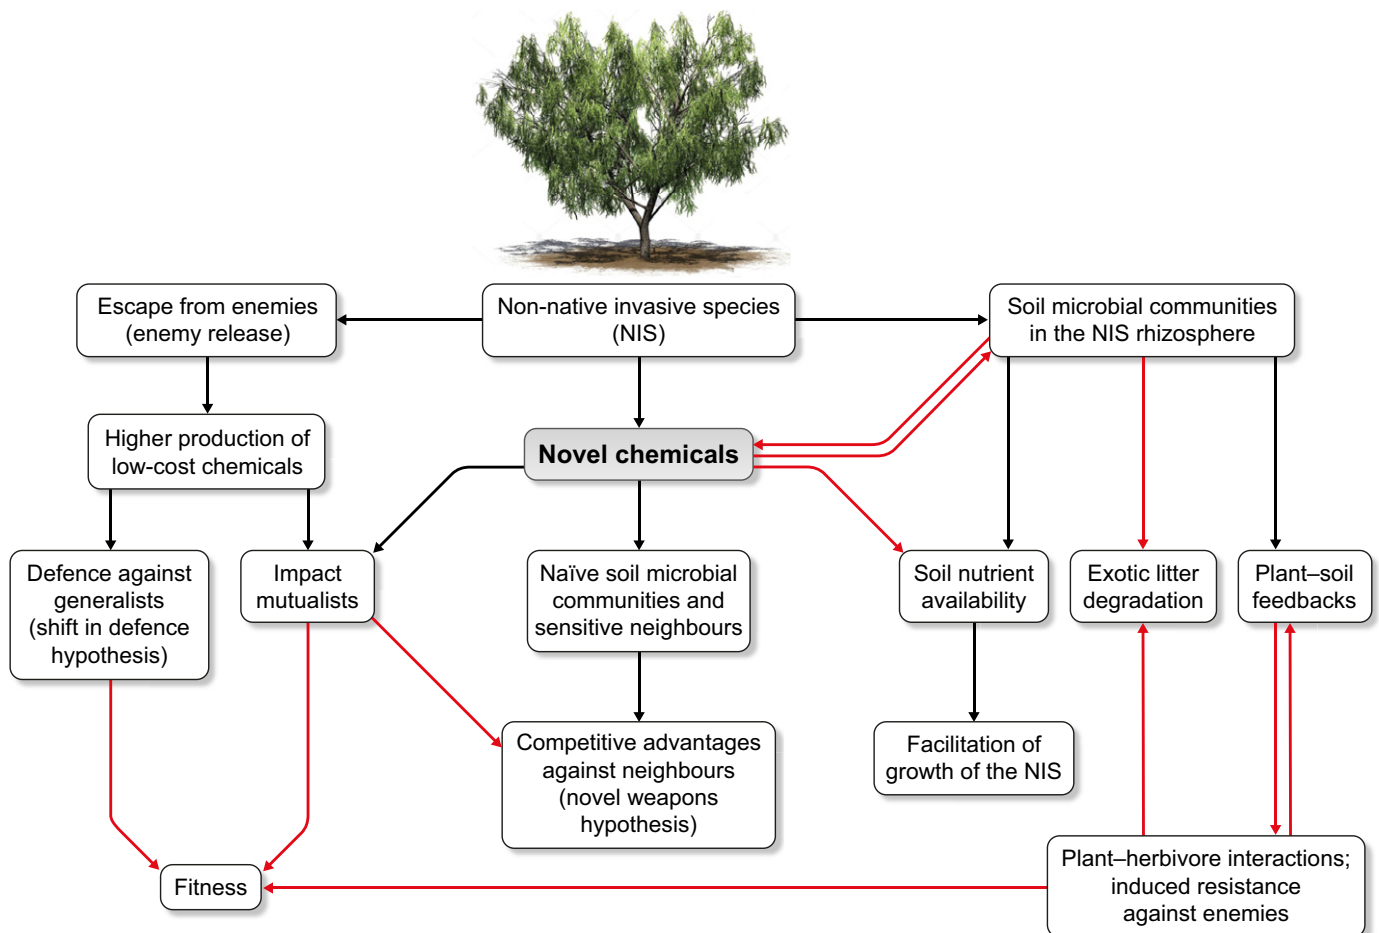 Escape from enemies
(enemy release)
Non-native invasive species
(NIS)
Soil microbial communities
in the NIS rhizosphere
Higher production of
low-cost chemicals
Novel chemicals
Defence against
generalists
(shift in defence
hypothesis)
Impact
mutualists
Naïve soil microbial
communities and
sensitive neighbours
Soil nutrient
availability
Exotic litter
degradation
Plant–soil
feedbacks
Competitive advantages
against neighbours
(novel weapons
hypothesis)
Facilitation of
growth of the NIS
Fitness
Plant–herbivore interactions;
induced resistance
against enemies